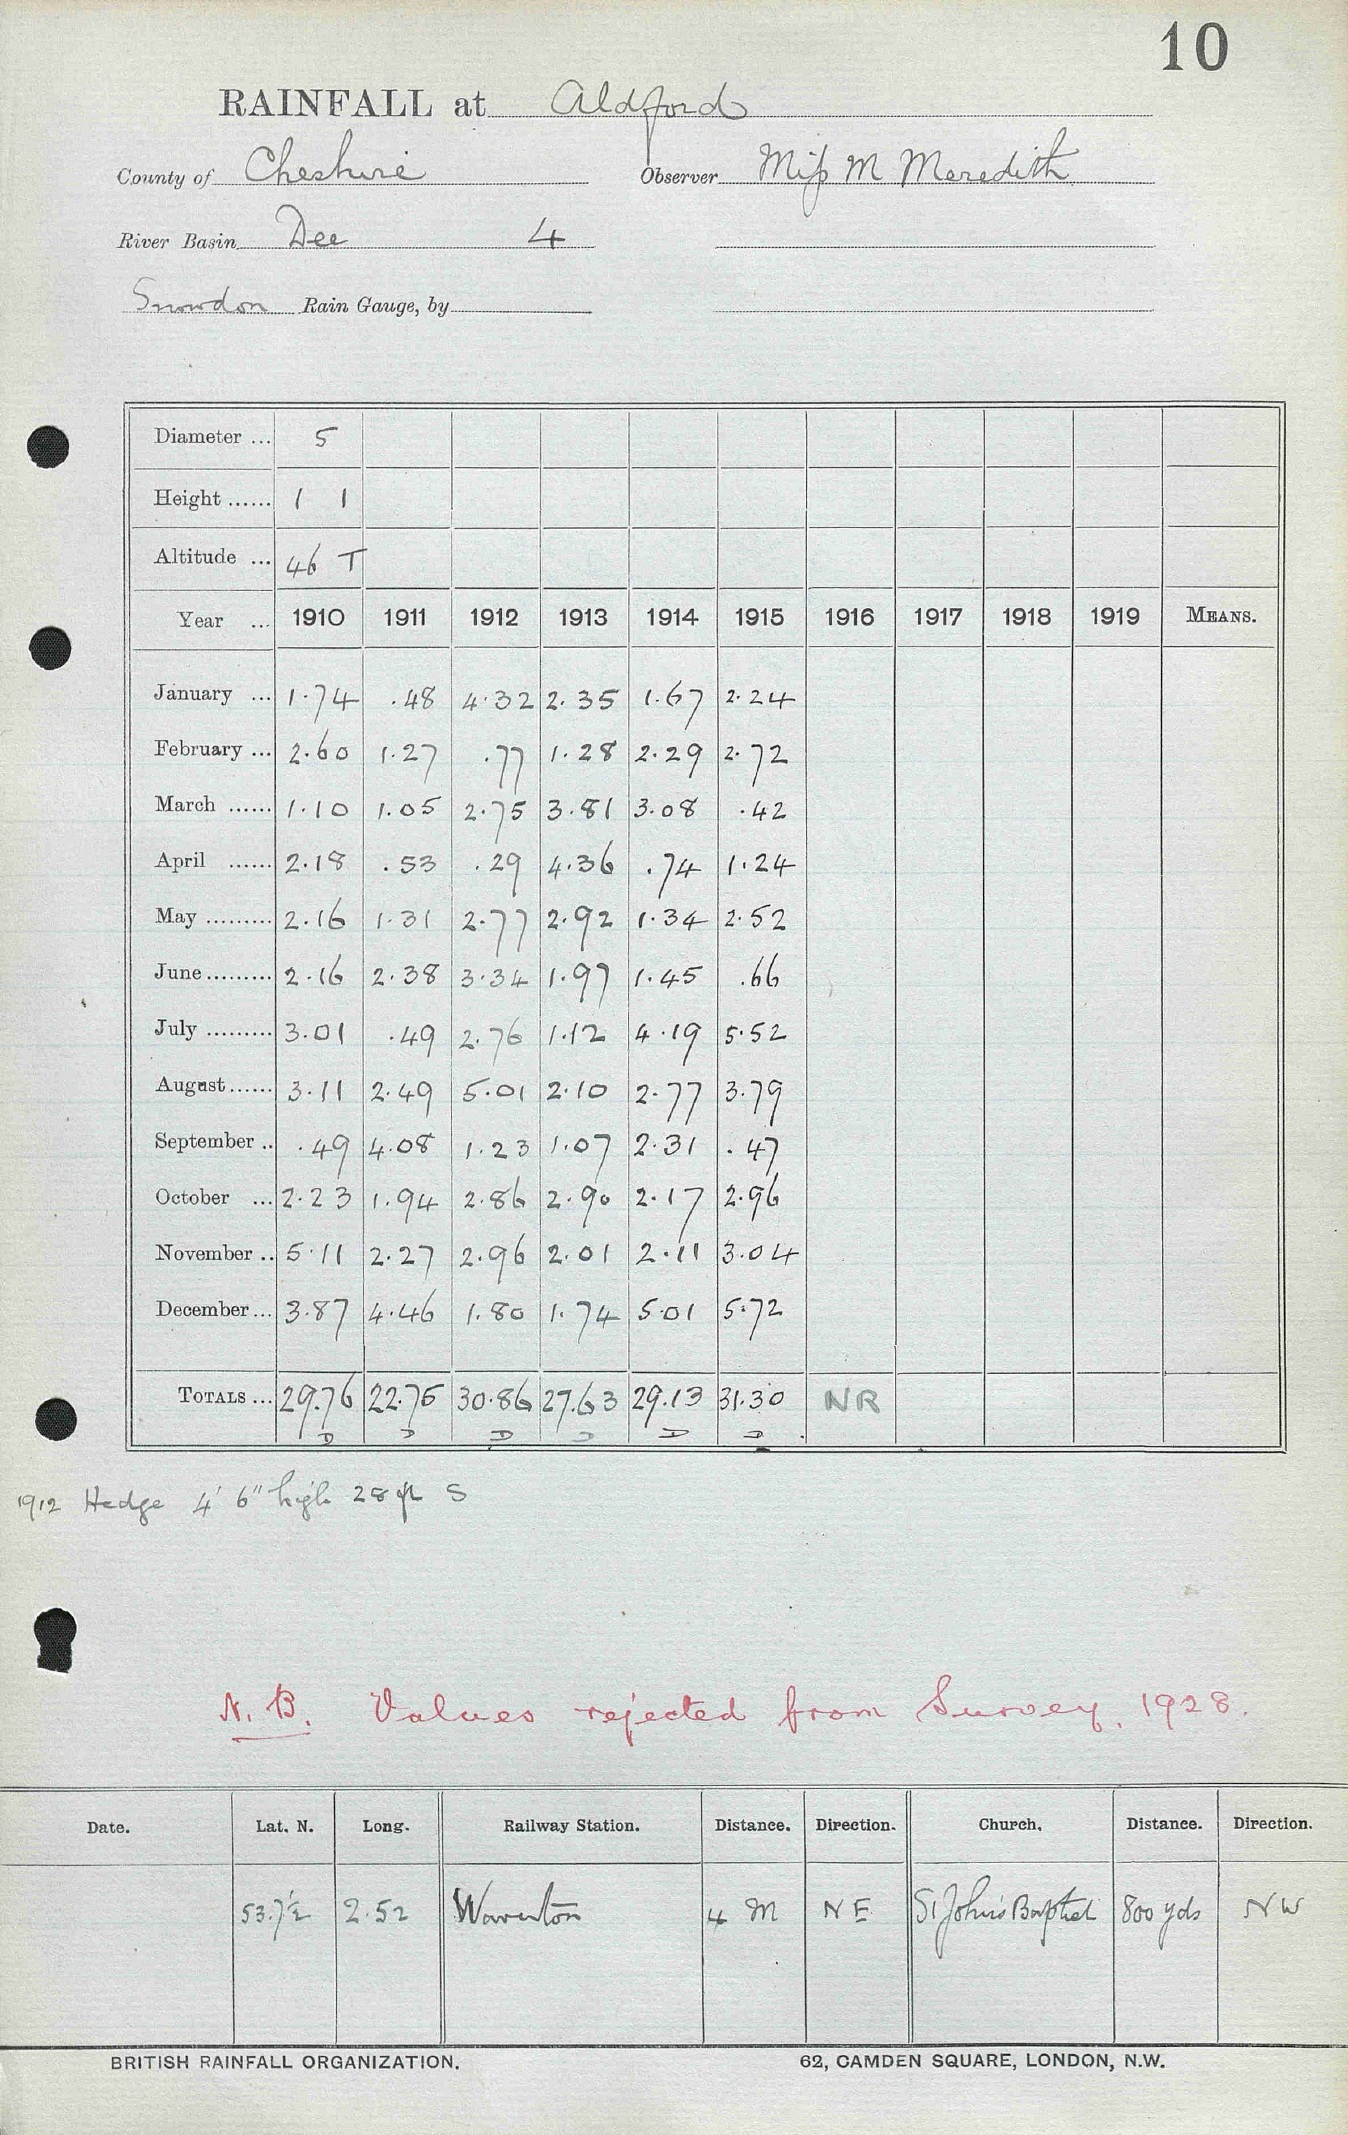 10
RAINFALL at Aldford
County of Cheshire Observer Miss M Meredith
River Basin Dee 4
Snowdon Rain Gauge, by
Diameter ... 5
Height ...... 1 1
Altitude ... 46 T
Year ... 1910 1911 1912 1913 1914 1915 1916 1917 1918 1919 MEANS.
January ... 1.74 .48 4.32 2.35 1.67 2.24
February ... 2.60 1.27 .77 1.28 2.29 2.72
March ...... 1.10 1.05 2.75 3.81 3.08 .42
April ...... 2.18 .53 .29 4.36 .74 1.24
May ......... 2.16 1.31 2.77 2.92 1.34 2.52
June ......... 2.16 2.38 3.34 1.97 1.45 .66
July ......... 3.01 .49 2.76 1.12 4.19 5.52
August ...... 3.11 2.49 5.01 2.10 2.77 3.79
September .. .49 4.08 1.23 1.07 2.31 .47
October ... 2.23 1.94 2.86 2.90 2.17 2.96
November .. 5.11 2.27 2.96 2.01 2.11 3.04
December ... 3.87 4.46 1.80 1.74 5.01 5.72
TOTALS ... 29.76 22.75 30.86 27.63 29.13 31.30 NR
D D D D D D
1912 Hedge 4' 6" high 28 ft S
N.B. Values rejected from Survey. 1928.
Date. Lat. N. Long. Railway Station. Distance. Direction. Church. Distance. Direction.
53.7½ 2.52 Waverton 4 M NE St John's Baptist 800 yds NW
BRITISH RAINFALL ORGANIZATION. 62, CAMDEN SQUARE, LONDON, N.W.